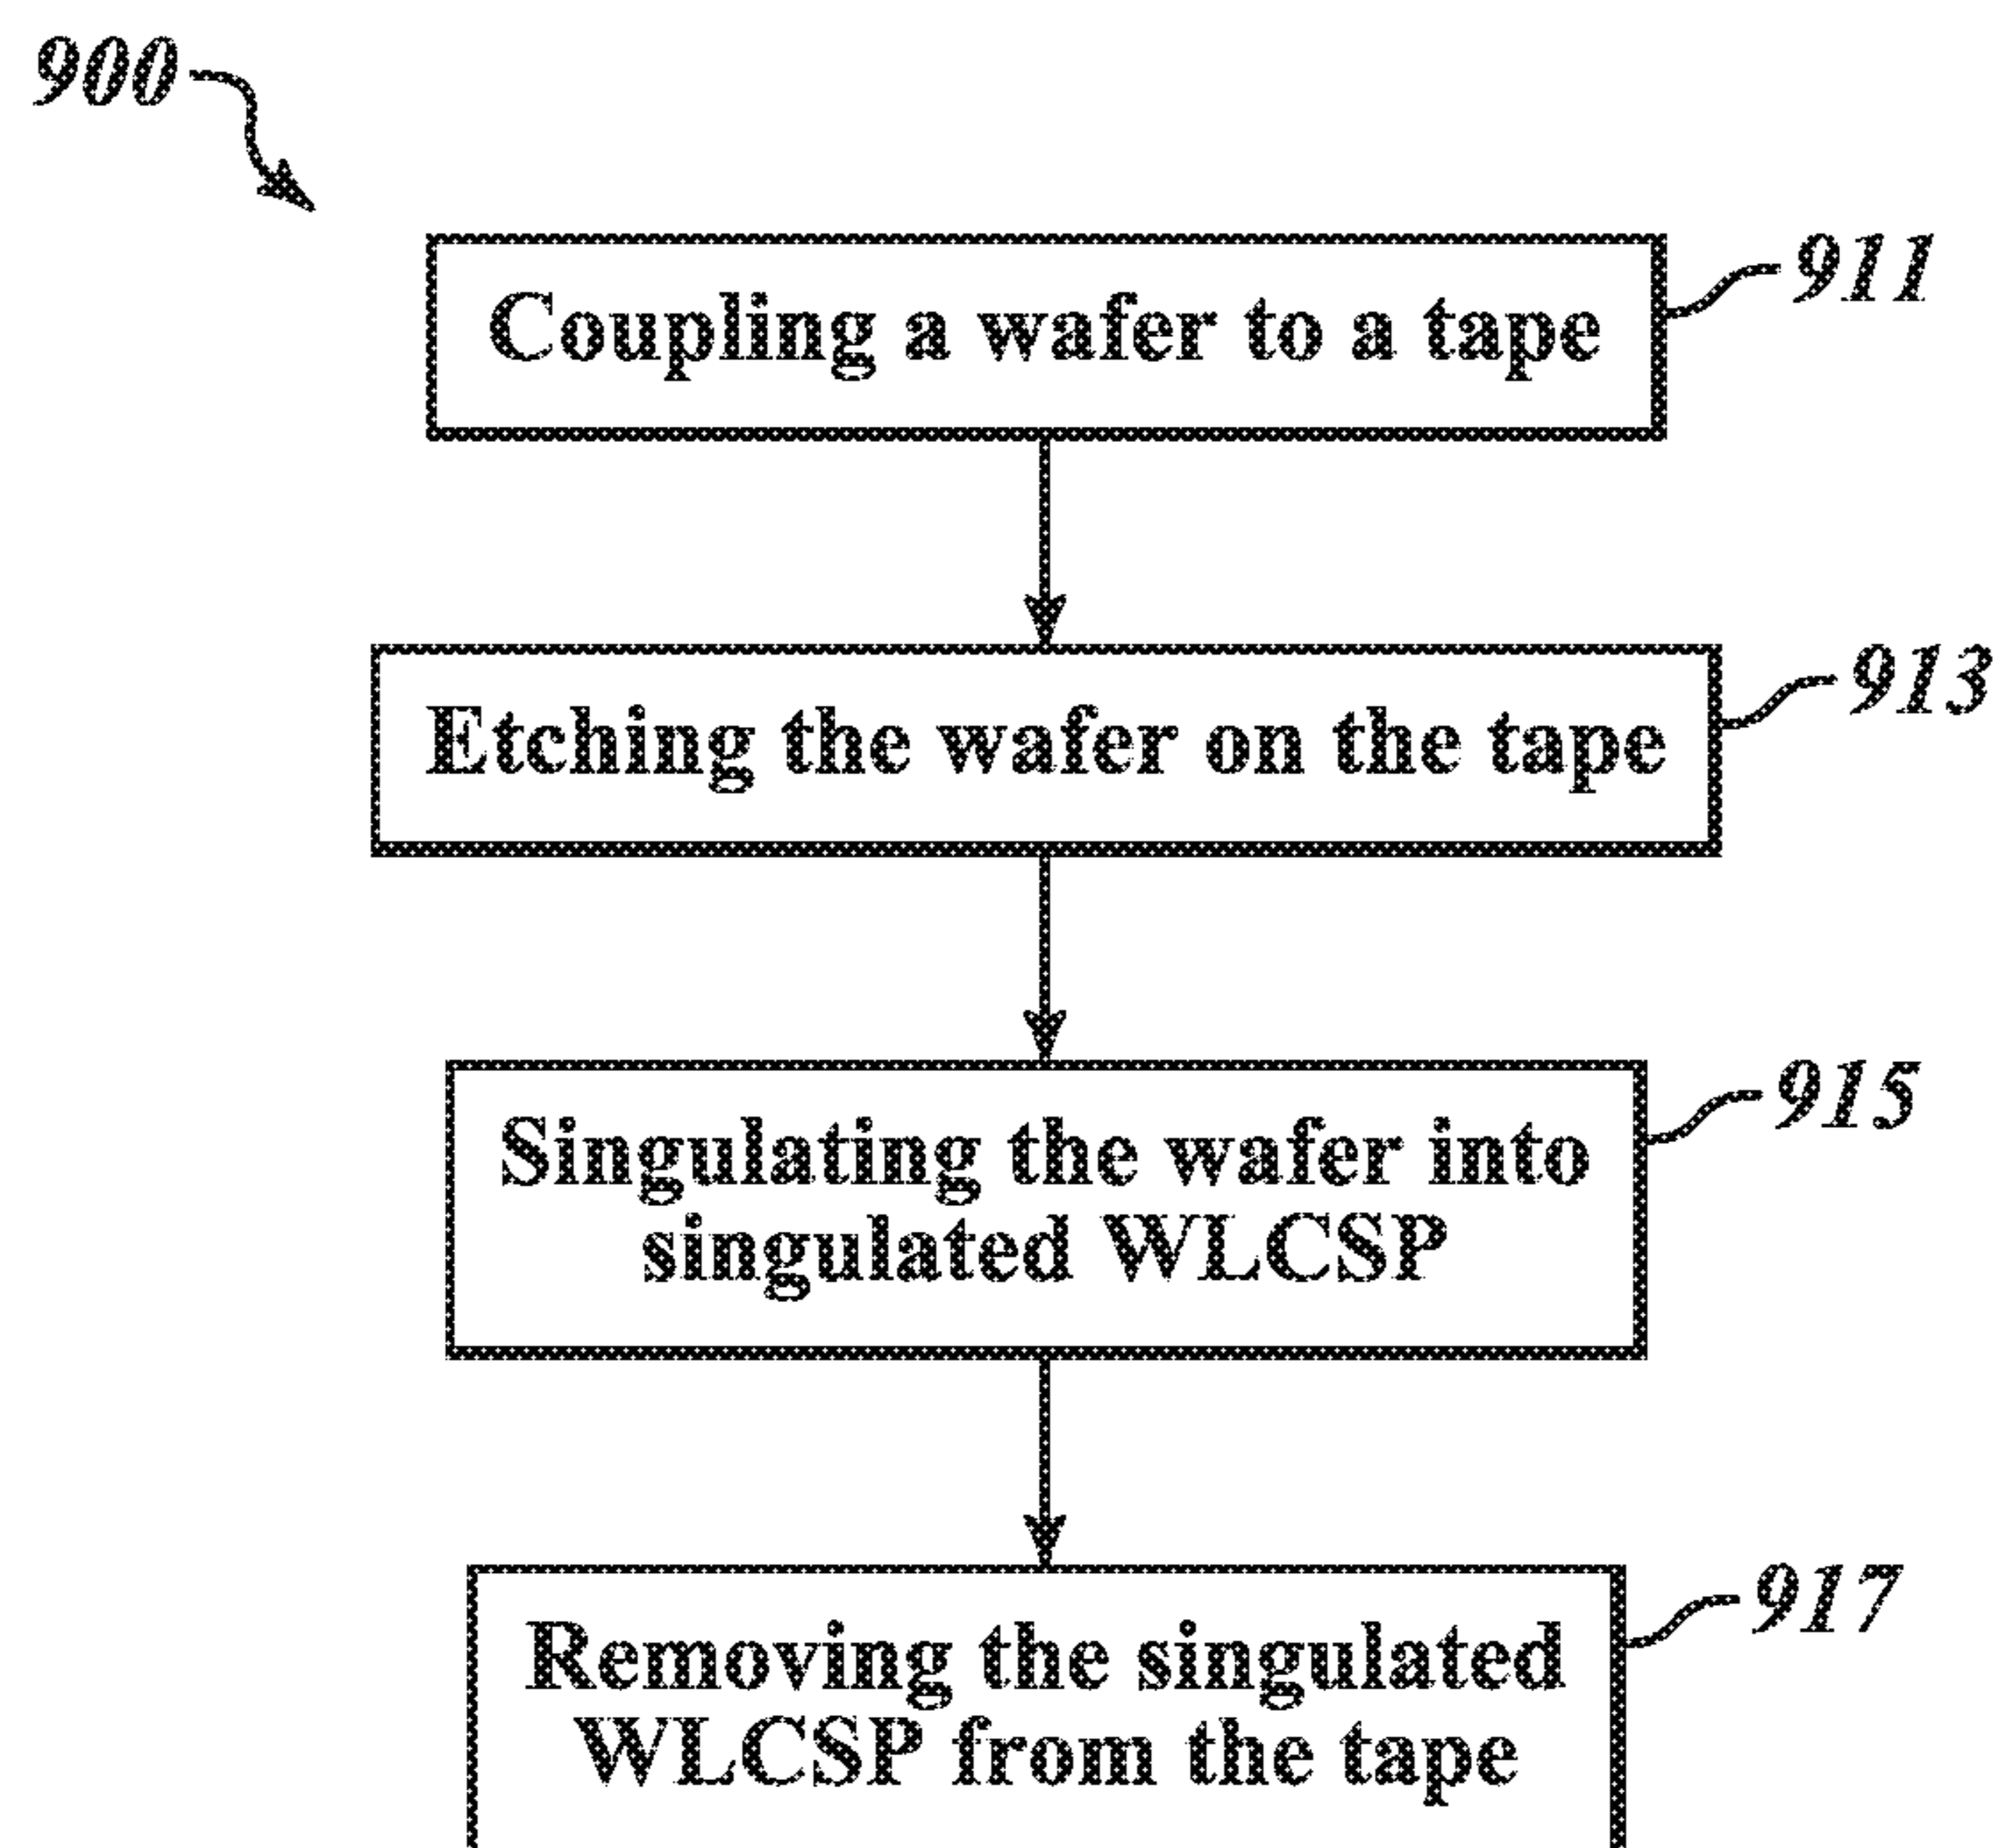 900
Coupling a wafer to a tape
911
Etching the wafer on the tape
913
Singulating the wafer into
singulated WLCSP
915
Removing the singulated
WLCSP from the tape
917